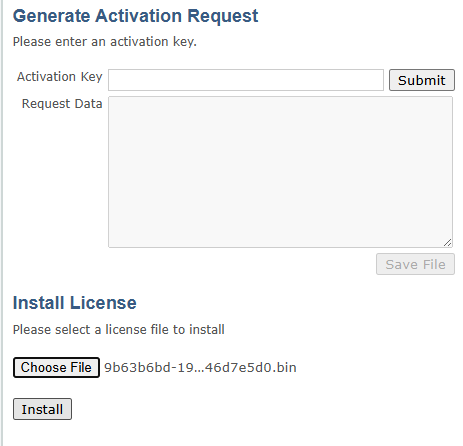 Generate Activation Request
Please enter an activation key.
Activation Key Submit
Request Data
Save File
Install License
Please select a license file to install
Choose File 9b63b6bd-19...46d7e5d0.bin
Install